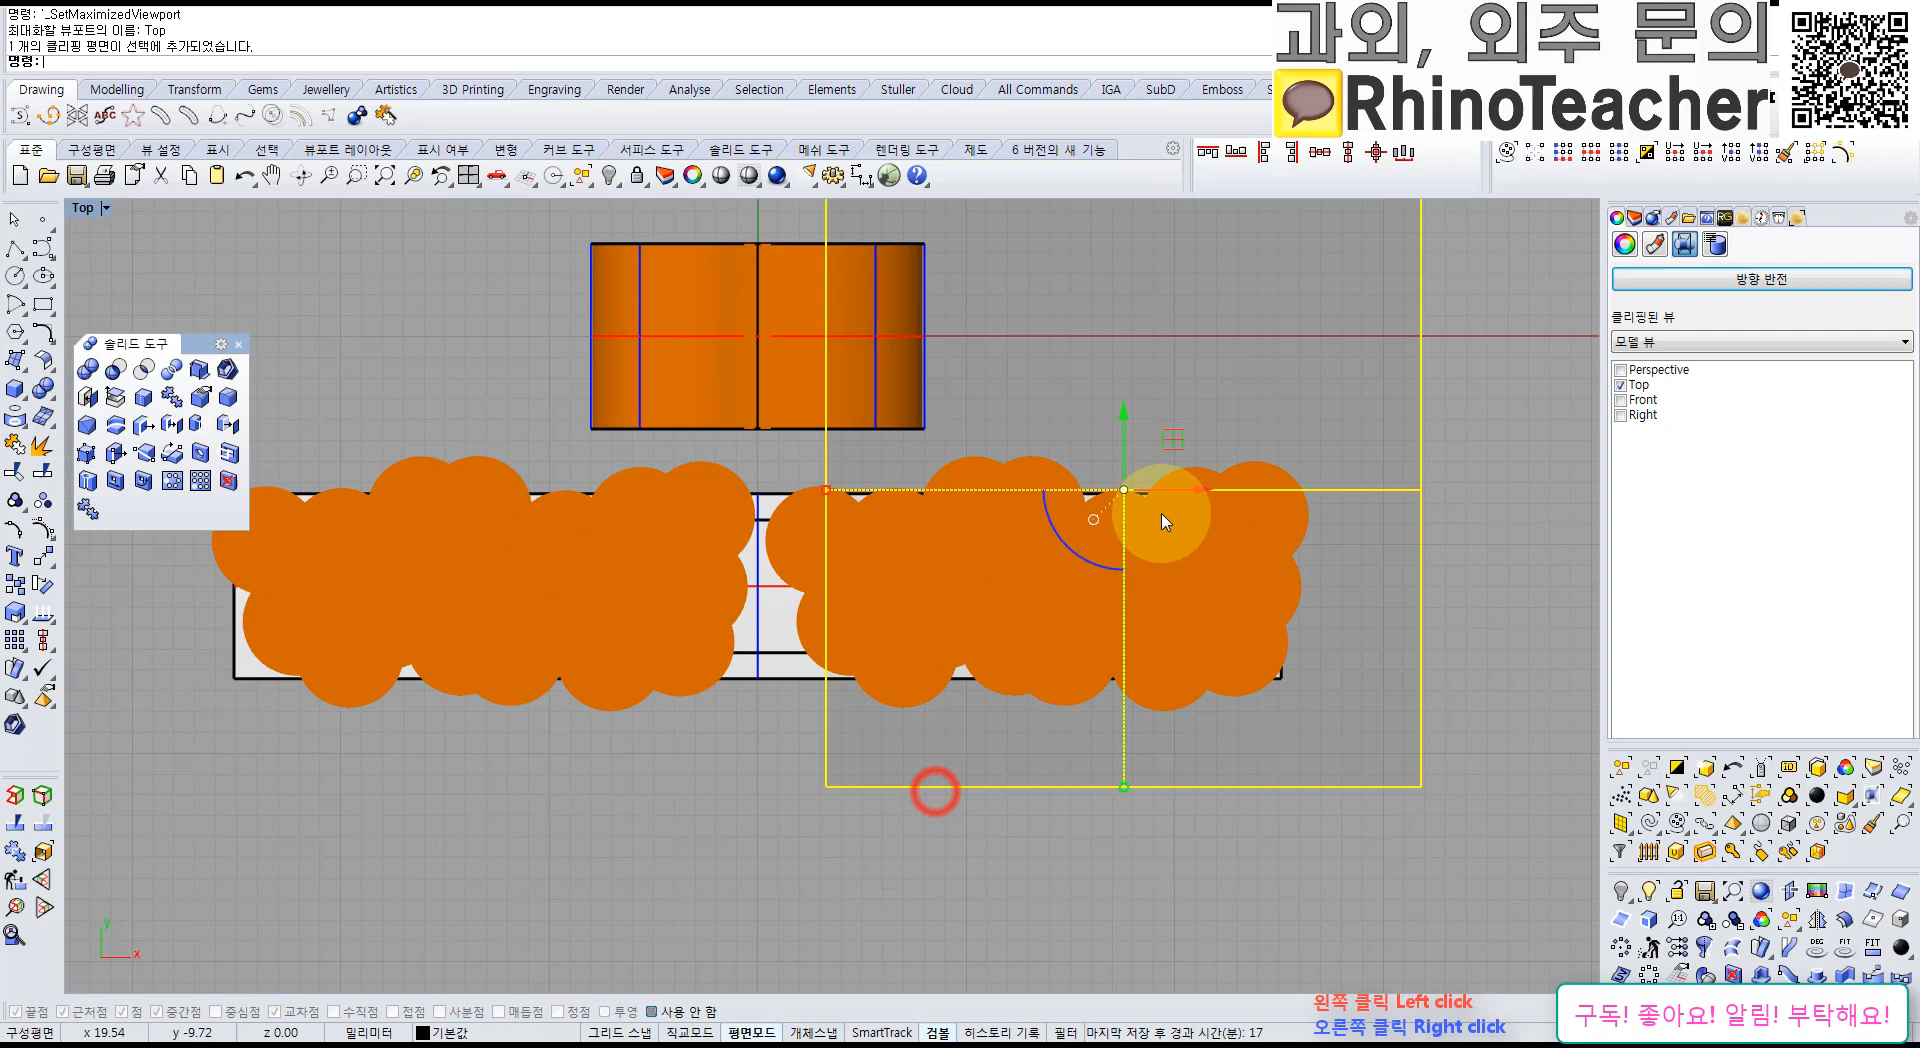 명령: '_SetMaximizedViewport
최대화할 뷰포트의 이름: Top
1 개의 클리핑 평면이 선택에 추가되었습니다.
명령:
과외, 외주 문의
RhinoTeacher
Drawing Modelling Transform Gems Jewellery Artistics 3D Printing Engraving Render Analyse Selection Elements Stuller Cloud All Commands IGA SubD Emboss
ABC
표준 구성평면 뷰 설정 표시 선택 뷰포트 레이아웃 표시 여부 변형 커브 도구 서피스 도구 솔리드 도구 메쉬 도구 렌더링 도구 제도 6 버전의 새 기능
Top
방향 반전
클리핑된 뷰
모델 뷰
Perspective
Top
Front
Right
솔리드 도구
y
x
끝점 근처점 점 중간점 중심점 교차점 수직점 접점 사분점 매듭점 정점 투영 사용 안 함
왼쪽 클릭 Left click
오른쪽 클릭 Right click
구독! 좋아요! 알림! 부탁해요!
구성평면 x 19.54 y -9.72 z 0.00 밀리미터 기본값 그리드 스냅 직교모드 평면모드 개체스냅 SmartTrack 검볼 히스토리 기록 필터 마지막 저장 후 경과 시간(분): 17